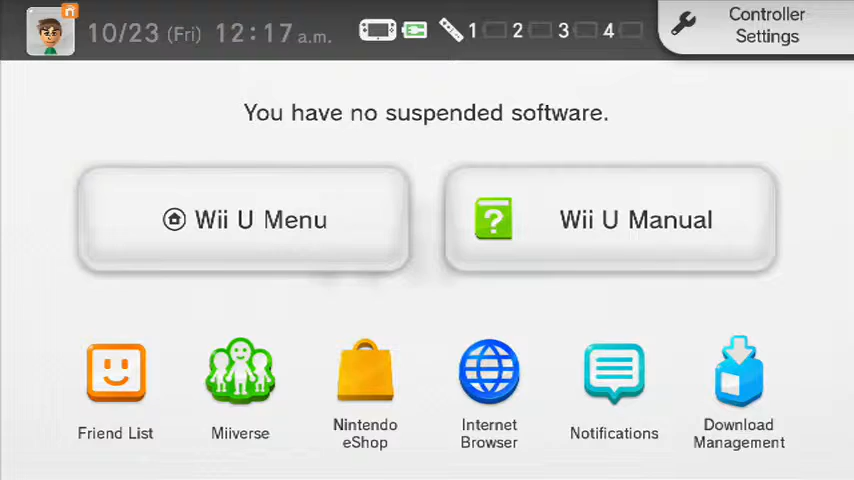 10/23 (Fri) 12:17 a.m. 1 2 3 4
Controller
Settings
You have no suspended software.
Wii U Menu
? Wii U Manual
Friend List
Miiverse
Nintendo
eShop
Internet
Browser
Notifications
Download
Management